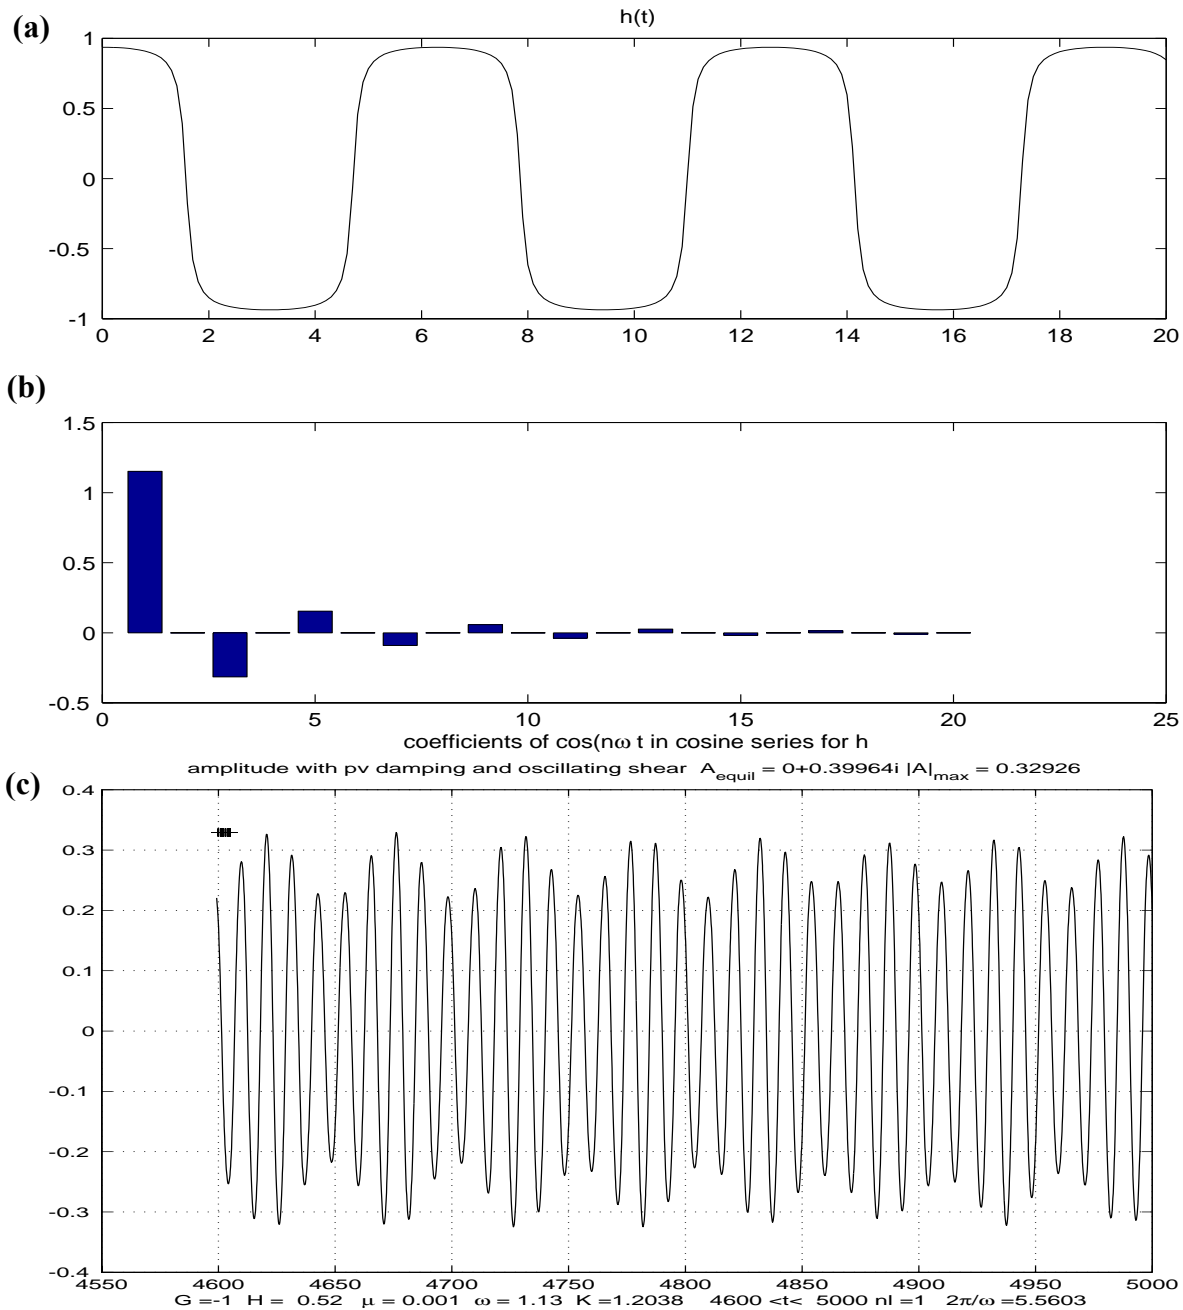 (a)
h(t)
1
0.5
0
-0.5
-1
0 2 4 6 8 10 12 14 16 18 20
(b)
1.5
1
0.5
0
-0.5
0 5 10 15 20 25
coefficients of cos(nω t in cosine series for h
amplitude with pv damping and oscillating shear A_equil = 0+0.39964i |A|_max = 0.32926
(c)
0.4
0.3
0.2
0.1
0
-0.1
-0.2
-0.3
-0.4
4550 4600 4650 4700 4750 4800 4850 4900 4950 5000
G =-1 H = 0.52 μ = 0.001 ω = 1.13 K =1.2038 4600 <t< 5000 nl =1 2π/ω =5.5603